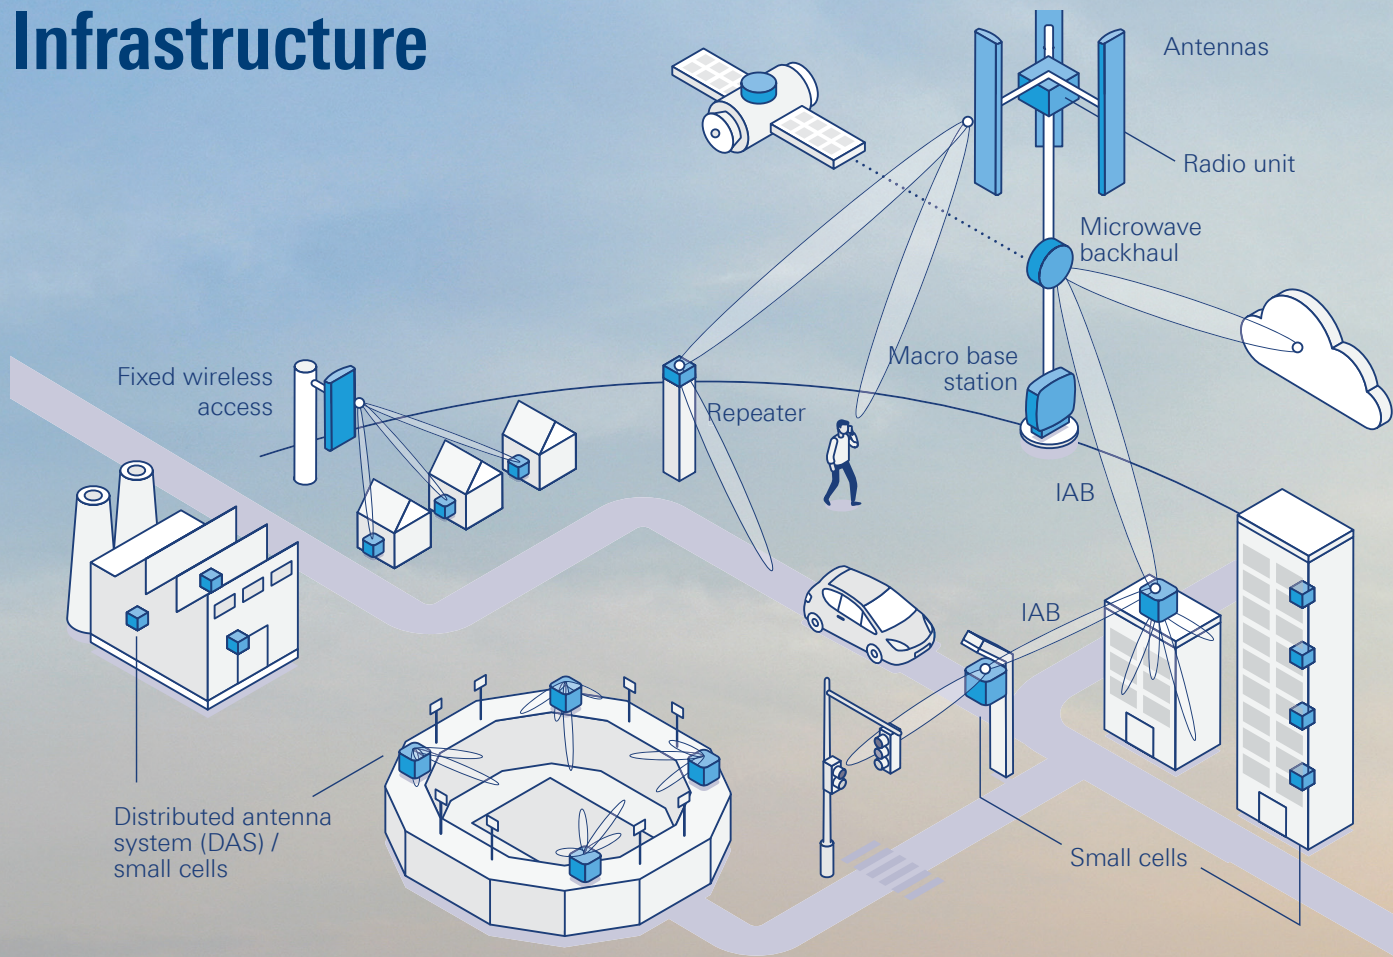 Infrastructure
Antennas
Radio unit
Microwave
backhaul
Macro base
station
Fixed wireless
access
Repeater
IAB
IAB
Distributed antenna
system (DAS) /
small cells
Small cells